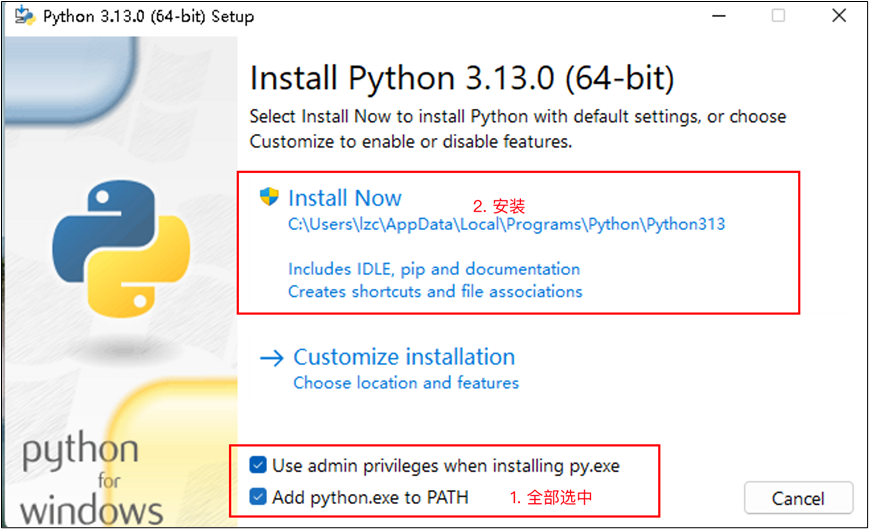 Python 3.13.0 (64-bit) Setup
Install Python 3.13.0 (64-bit)
Select Install Now to install Python with default settings, or choose
Customize to enable or disable features.
Install Now
2. 安装
C:\Users\lzc\AppData\Local\Programs\Python\Python313
Includes IDLE, pip and documentation
Creates shortcuts and file associations
Customize installation
Choose location and features
Use admin privileges when installing py.exe
Add python.exe to PATH
1. 全部选中
Cancel
python
for
windows